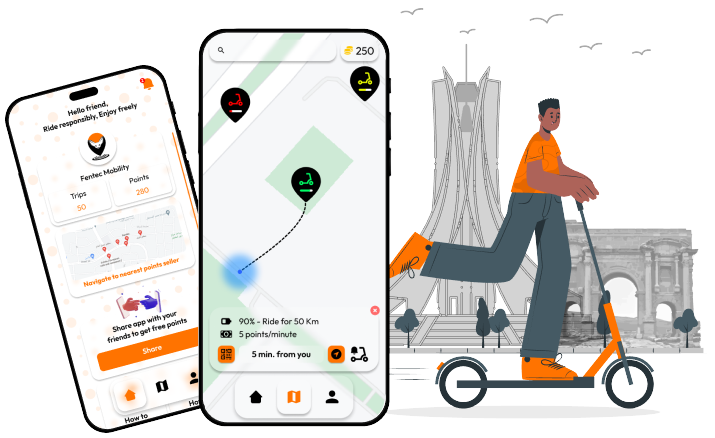 Hello friend,
Ride responsibly, Enjoy freely
Fentec Mobility
Trips
Points
50
280
Navigate to nearest points seller
Share app with your
friends to get free points
Share
How to
250
90% - Ride for 50 Km
5 points/minute
5 min. from you